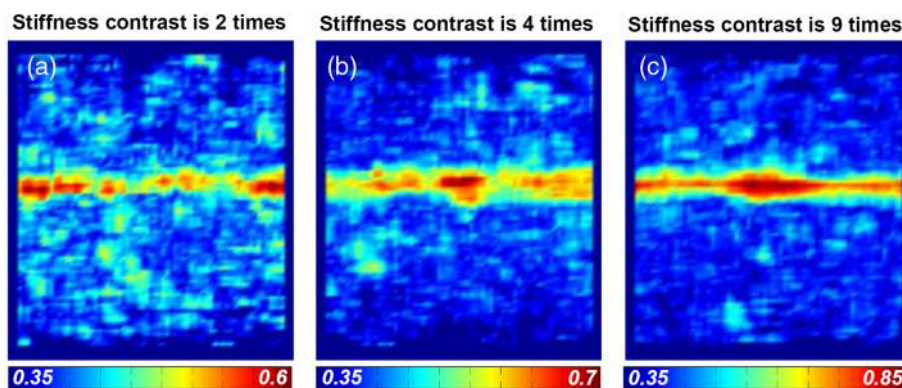 Stiffness contrast is 2 times
Stiffness contrast is 4 times
Stiffness contrast is 9 times
(a)
(b)
(c)
0.35
0.6
0.35
0.7
0.35
0.85